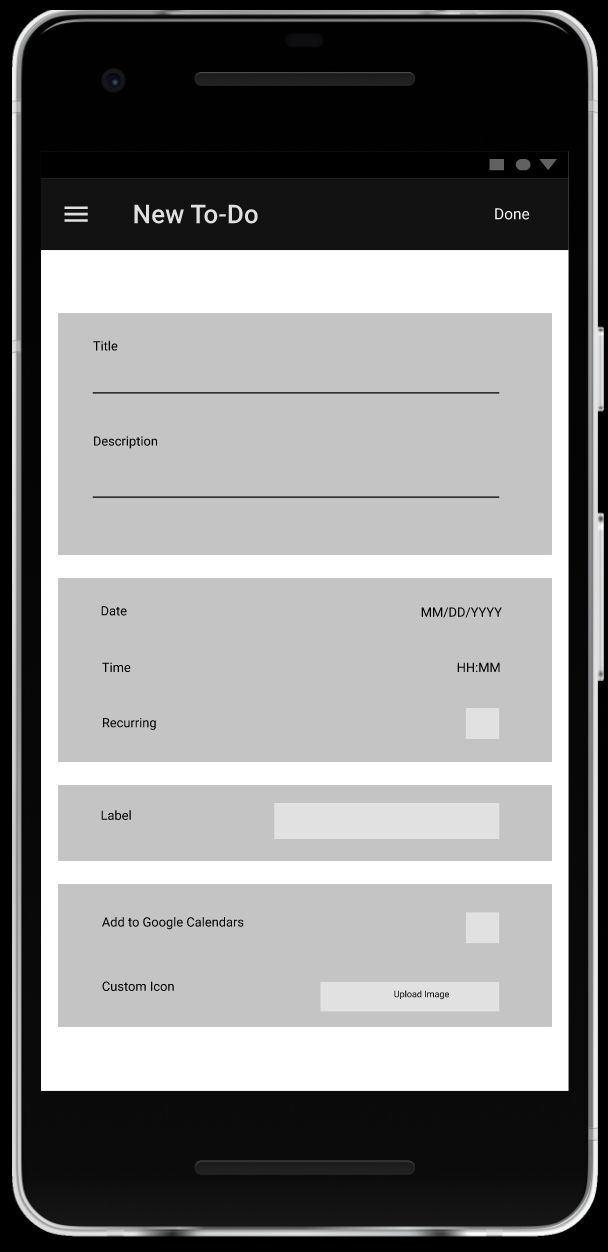 New To-Do
Done
Title
Description
Date
MM/DD/YYYY
Time
HH:MM
Recurring
Label
Add to Google Calendars
Custom Icon
Upload Image